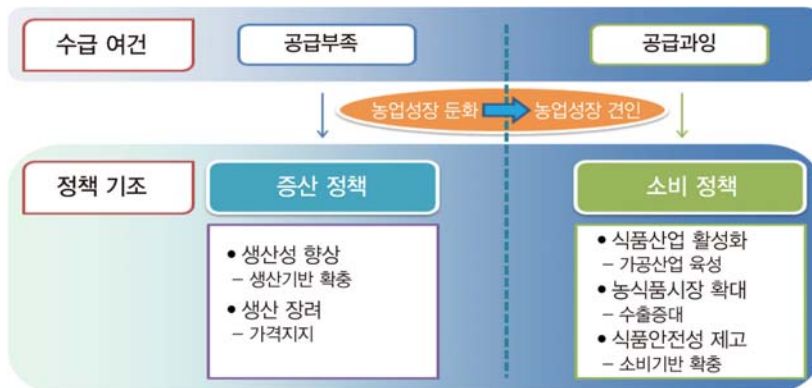 수급 여건
공급부족
공급과잉
농업성장 둔화
농업성장 견인
정책 기조
증산 정책
소비 정책
• 생산성 향상
– 생산기반 확충
• 생산 장려
– 가격지지
• 식품산업 활성화
– 가공산업 육성
• 농식품시장 확대
– 수출증대
• 식품안전성 제고
– 소비기반 확충